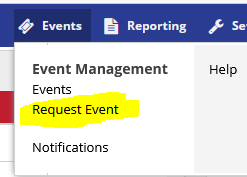 Events Reporting Se
Event Management Help
Events
Request Event
Notifications